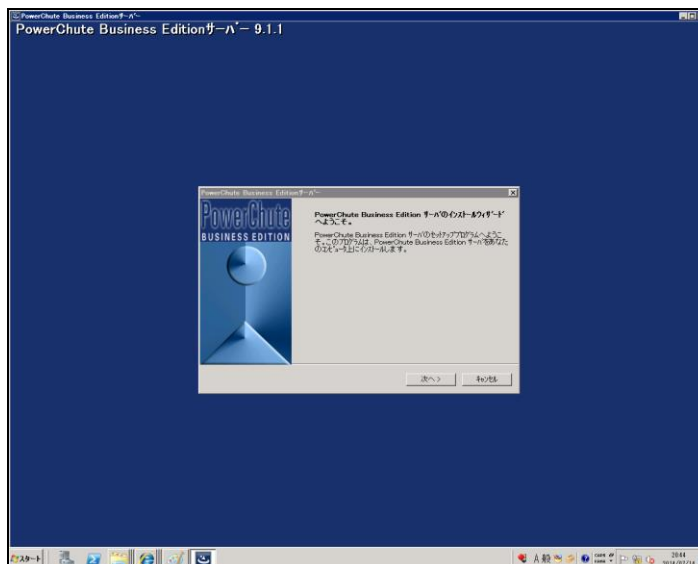 PowerChute Business Editionサーバー
PowerChute Business Editionサーバー 9.1.1
PowerChute Business Editionサーバー
PowerChute
BUSINESS EDITION
PowerChute Business Edition サーバのインストールウィザード
へようこそ。
PowerChute Business Edition サーバのセットアッププログラムへようこ
そ。このプログラムは、PowerChute Business Edition サーバをあなた
のコンピュータ上にインストールします。
次へ >
キャンセル
スタート
A 般
20:44